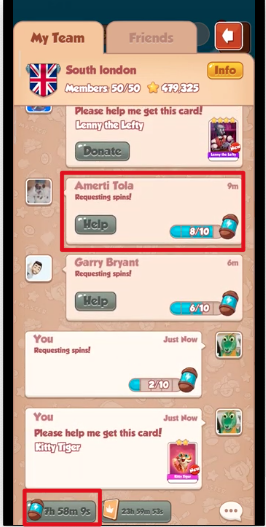 My Team
Friends
South london
Info
Members 50/50 479,325
Please help me get this card!
Lenny the Lefty
Lenny the Lefty
Donate
Amerti Tola 9m
Requesting spins!
Help
8/10
Garry Bryant 6m
Requesting spins!
Help
6/10
You Just Now
Requesting spins!
2/10
You Just Now
Please help me get this card!
Kitty Tiger
New
Kitty Tiger
7h 58m 9s
23h 59m 53s